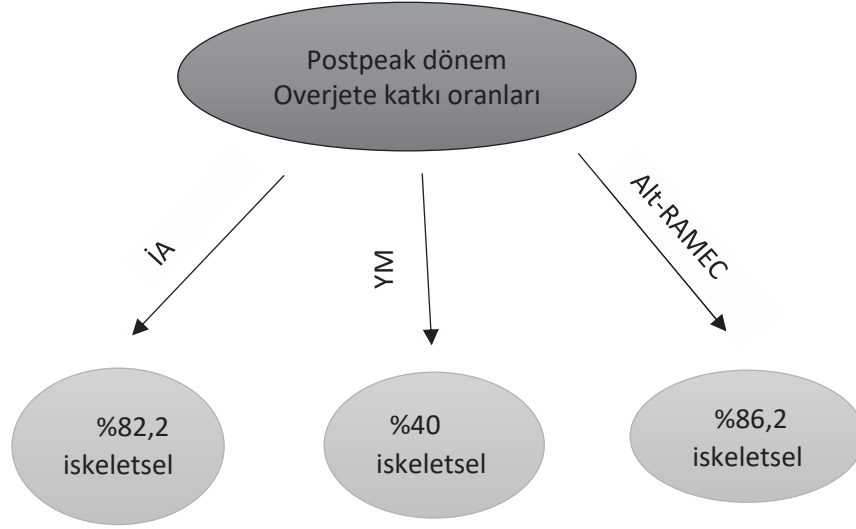 Postpeak dönem
Overjete katkı oranları
İA
YM
Alt-RAMEC
%82,2
iskeletsel
%40
iskeletsel
%86,2
iskeletsel